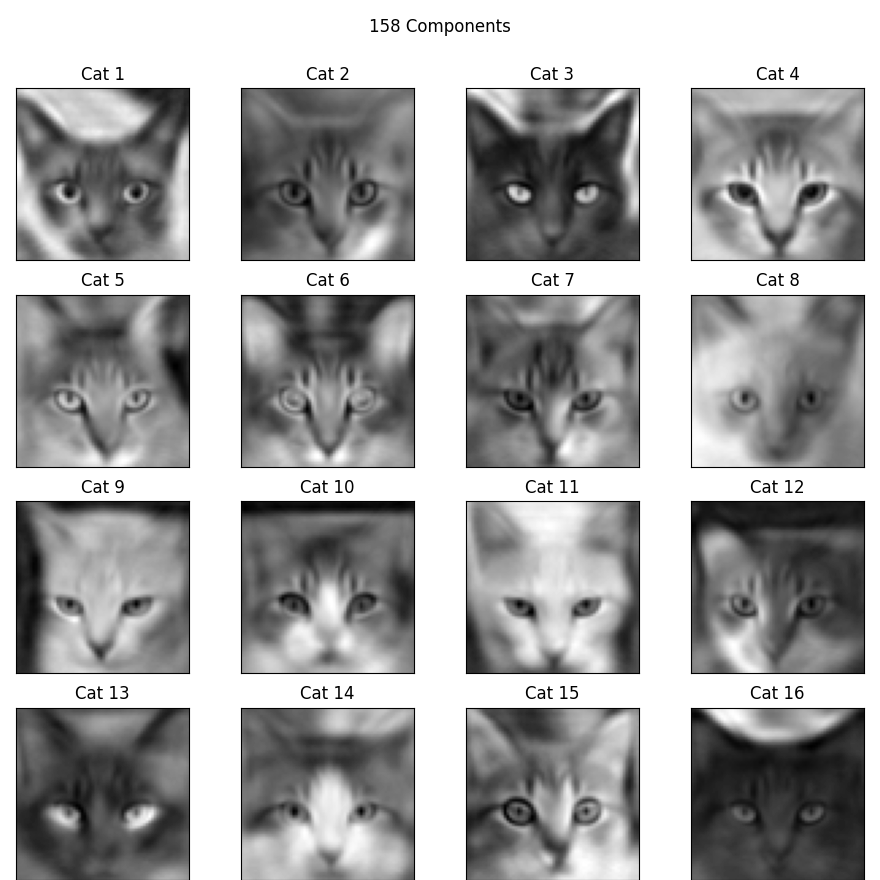 158 Components
Cat 1 Cat 2 Cat 3 Cat 4
Cat 5 Cat 6 Cat 7 Cat 8
Cat 9 Cat 10 Cat 11 Cat 12
Cat 13 Cat 14 Cat 15 Cat 16